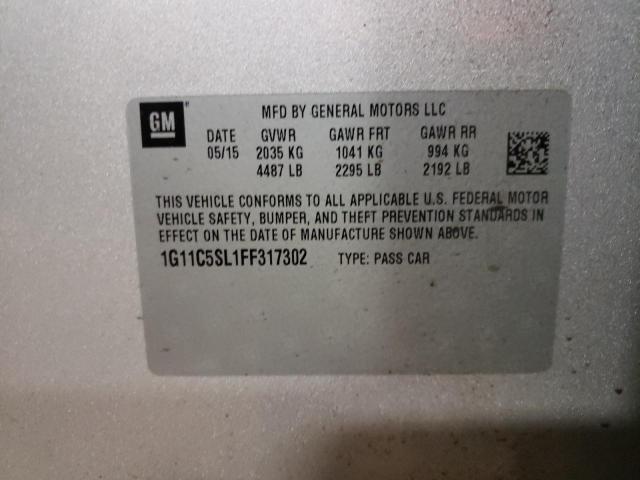 GM
MFD BY GENERAL MOTORS LLC
DATE GVWR GAWR FRT GAWR RR
05/15 2035 KG 1041 KG 994 KG
4487 LB 2295 LB 2192 LB
THIS VEHICLE CONFORMS TO ALL APPLICABLE U.S. FEDERAL MOTOR
VEHICLE SAFETY, BUMPER, AND THEFT PREVENTION STANDARDS IN
EFFECT ON THE DATE OF MANUFACTURE SHOWN ABOVE.
1G11C5SL1FF317302 TYPE: PASS CAR